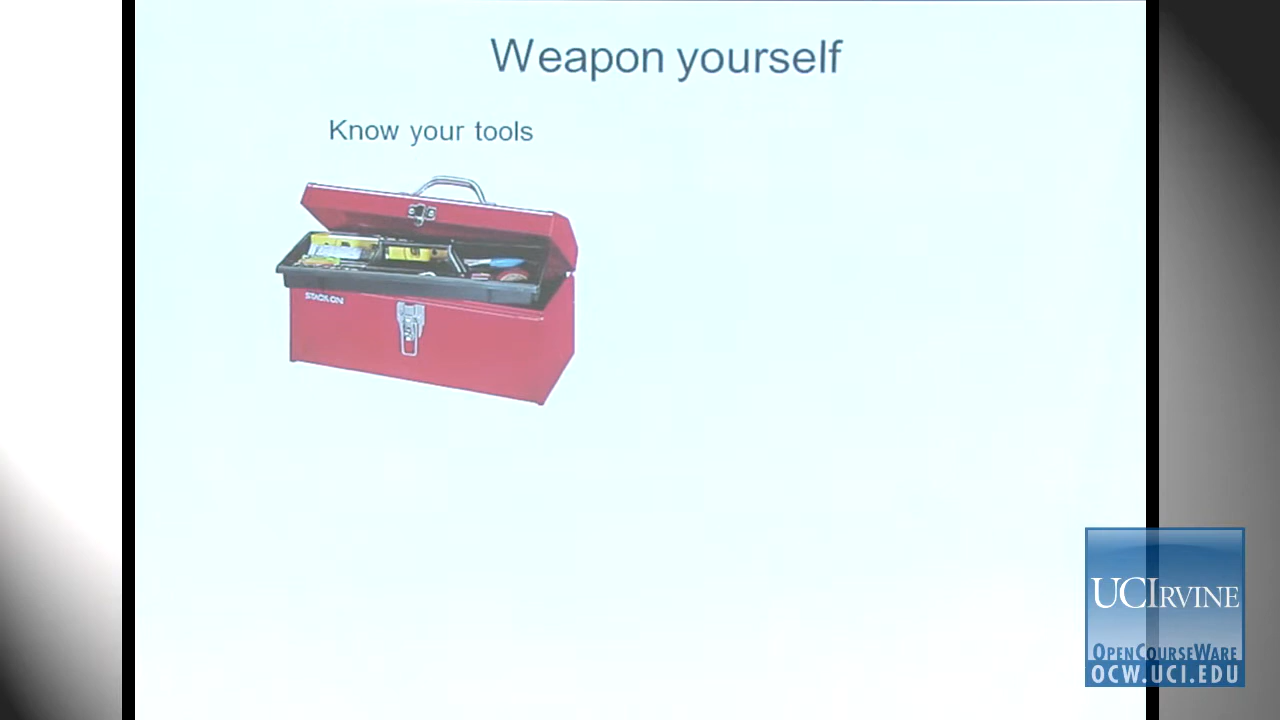 Weapon yourself
Know your tools
STACK-ON
UCIRVINE
OPENCOURSEWARE
OCW.UCI.EDU